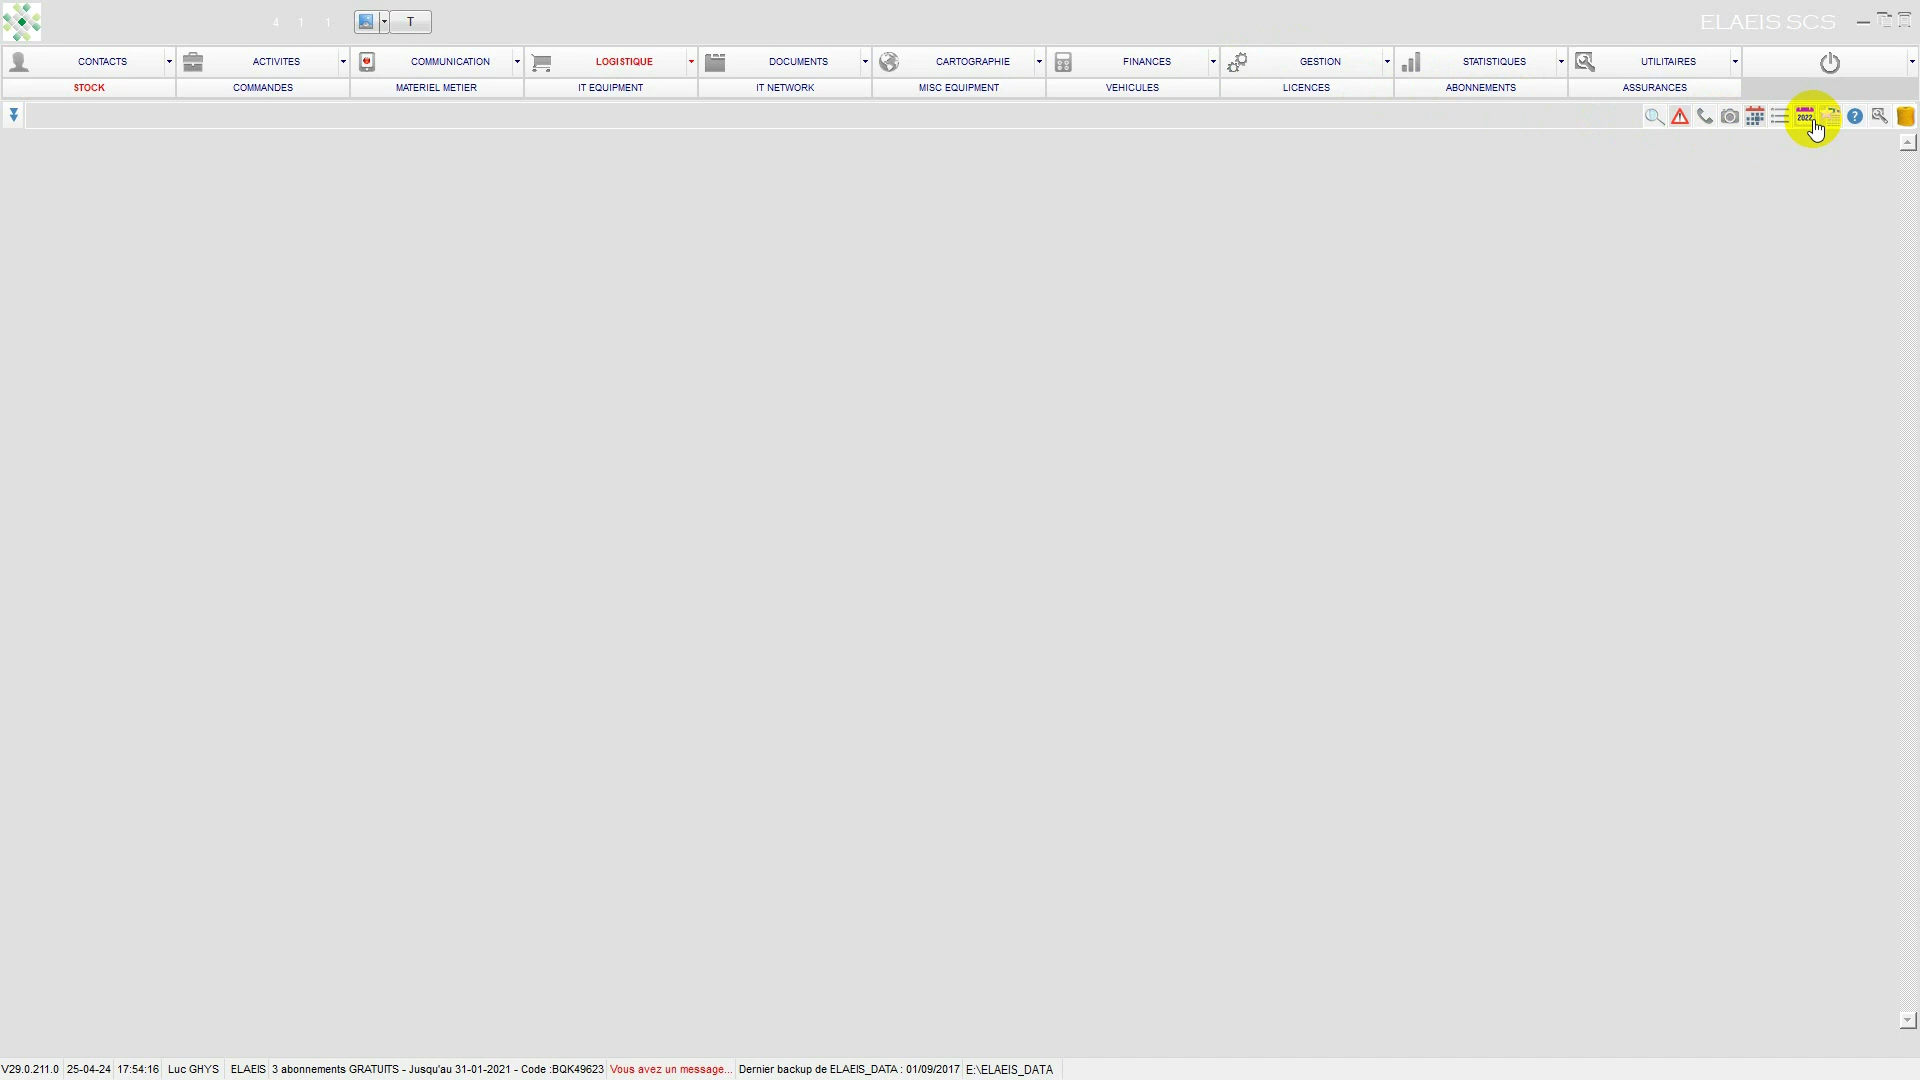 4 1 1 T ELAEIS SCS
CONTACTS ACTIVITES COMMUNICATION LOGISTIQUE DOCUMENTS CARTOGRAPHIE FINANCES GESTION STATISTIQUES UTILITAIRES
STOCK COMMANDES MATERIEL METIER IT EQUIPMENT IT NETWORK MISC EQUIPMENT VEHICULES LICENCES ABONNEMENTS ASSURANCES
2022
V29.0.211.0 25-04-24 17:54:16 Luc GHYS ELAEIS 3 abonnements GRATUITS - Jusqu'au 31-01-2021 - Code :BQK49623 Vous avez un message... Dernier backup de ELAEIS_DATA : 01/09/2017 E:\ELAEIS_DATA